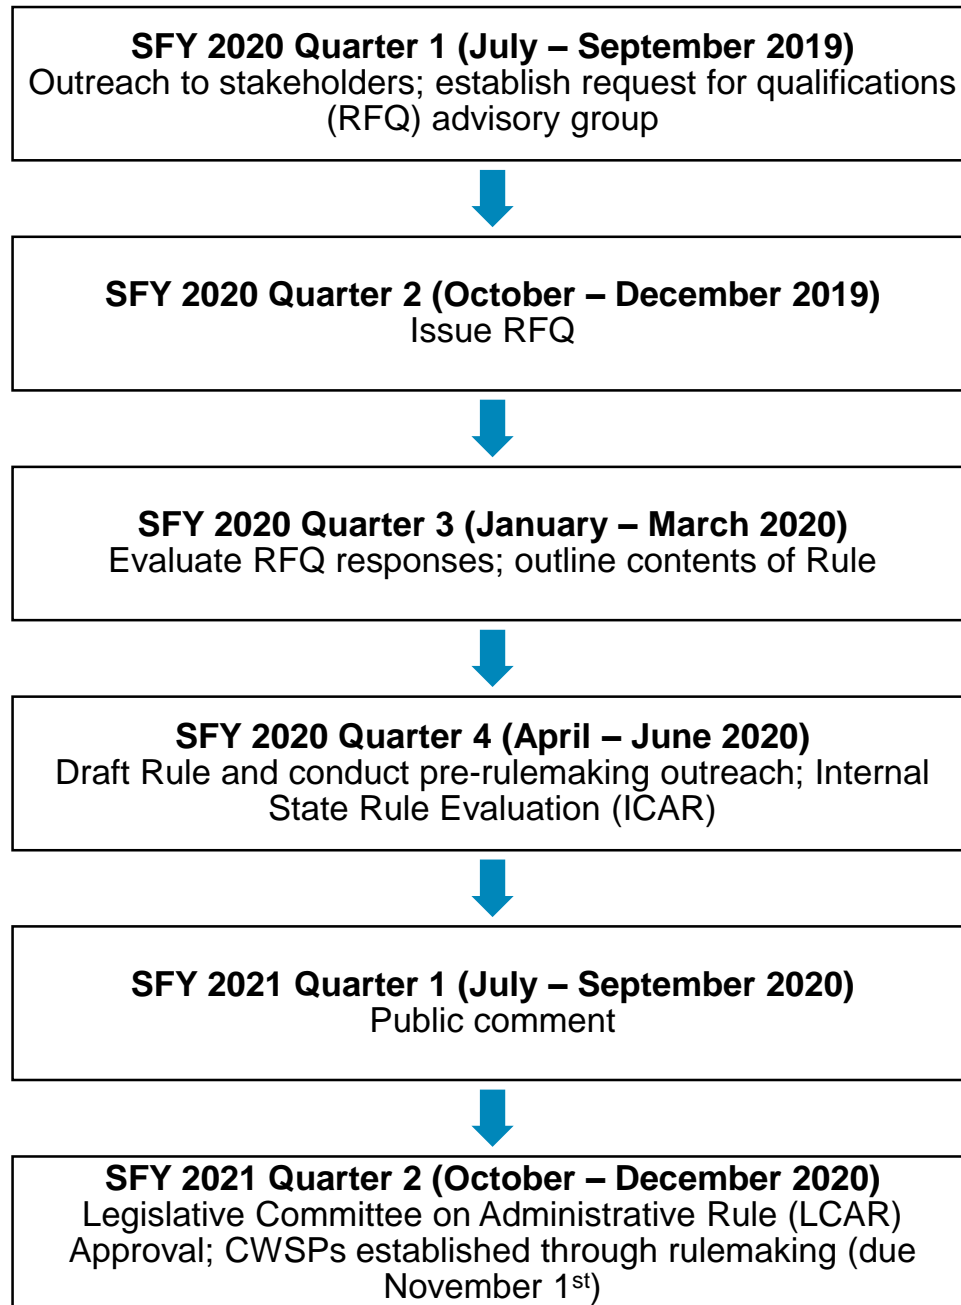 SFY 2020 Quarter 1 (July – September 2019)
Outreach to stakeholders; establish request for qualifications
(RFQ) advisory group
SFY 2020 Quarter 2 (October – December 2019)
Issue RFQ
SFY 2020 Quarter 3 (January – March 2020)
Evaluate RFQ responses; outline contents of Rule
SFY 2020 Quarter 4 (April – June 2020)
Draft Rule and conduct pre-rulemaking outreach; Internal
State Rule Evaluation (ICAR)
SFY 2021 Quarter 1 (July – September 2020)
Public comment
SFY 2021 Quarter 2 (October – December 2020)
Legislative Committee on Administrative Rule (LCAR)
Approval; CWSPs established through rulemaking (due
November 1st)